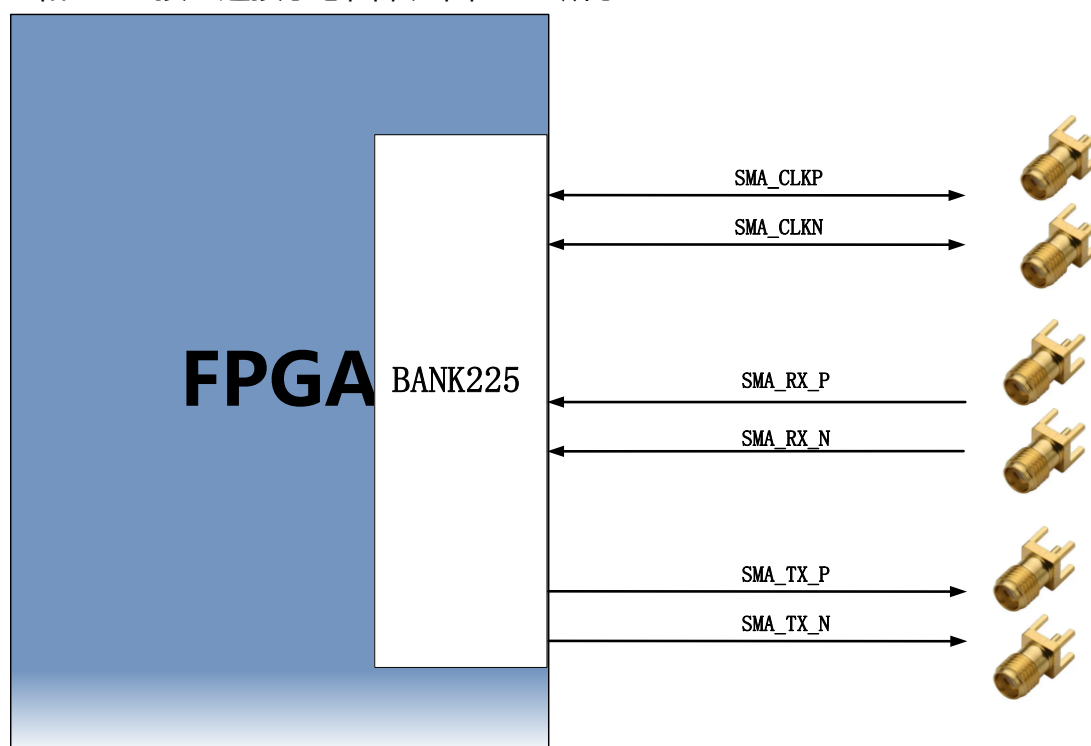 SMA_CLKP
SMA_CLKN
FPGA
BANK225
SMA_RX_P
SMA_RX_N
SMA_TX_P
SMA_TX_N